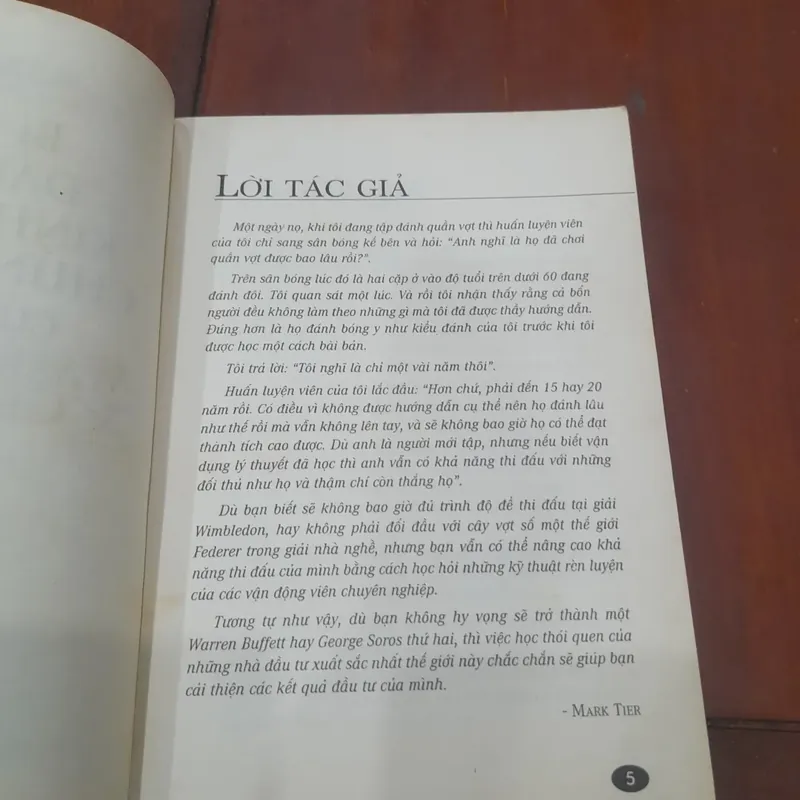 LỜI TÁC GIẢ
Một ngày nọ, khi tôi đang tập đánh quần vợt thì huấn luyện viên
của tôi chỉ sang sân bóng kế bên và hỏi: “Anh nghĩ là họ đã chơi
quần vợt được bao lâu rồi?”.
Trên sân bóng lúc đó là hai cặp ở vào độ tuổi trên dưới 60 đang
đánh đôi. Tôi quan sát một lúc. Và rồi tôi nhận thấy rằng cả bốn
người đều không làm theo những gì mà tôi đã được thầy hướng dẫn.
Đúng hơn là họ đánh bóng y như kiểu đánh của tôi trước khi tôi
được học một cách bài bản.
Tôi trả lời: “Tôi nghĩ là chỉ một vài năm thôi”.
Huấn luyện viên của tôi lắc đầu: “Hơn chứ, phải đến 15 hay 20
năm rồi. Có điều vì không được hướng dẫn cụ thể nên họ đánh lâu
như thế rồi mà vẫn không lên tay, và sẽ không bao giờ họ có thể đạt
thành tích cao được. Dù anh là người mới tập, nhưng nếu biết vận
dụng lý thuyết đã học thì anh vẫn có khả năng thi đấu với những
đối thủ như họ và thậm chí còn thắng họ”.
Dù bạn biết sẽ không bao giờ đủ trình độ để thi đấu tại giải
Wimbledon, hay không phải đối đầu với cây vợt số một thế giới
Federer trong giải nhà nghề, nhưng bạn vẫn có thể nâng cao khả
năng thi đấu của mình bằng cách học hỏi những kỹ thuật rèn luyện
của các vận động viên chuyên nghiệp.
Tương tự như vậy, dù bạn không hy vọng sẽ trở thành một
Warren Buffett hay George Soros thứ hai, thì việc học thói quen của
những nhà đầu tư xuất sắc nhất thế giới này chắc chắn sẽ giúp bạn
cải thiện các kết quả đầu tư của mình.
- MARK TIER
5